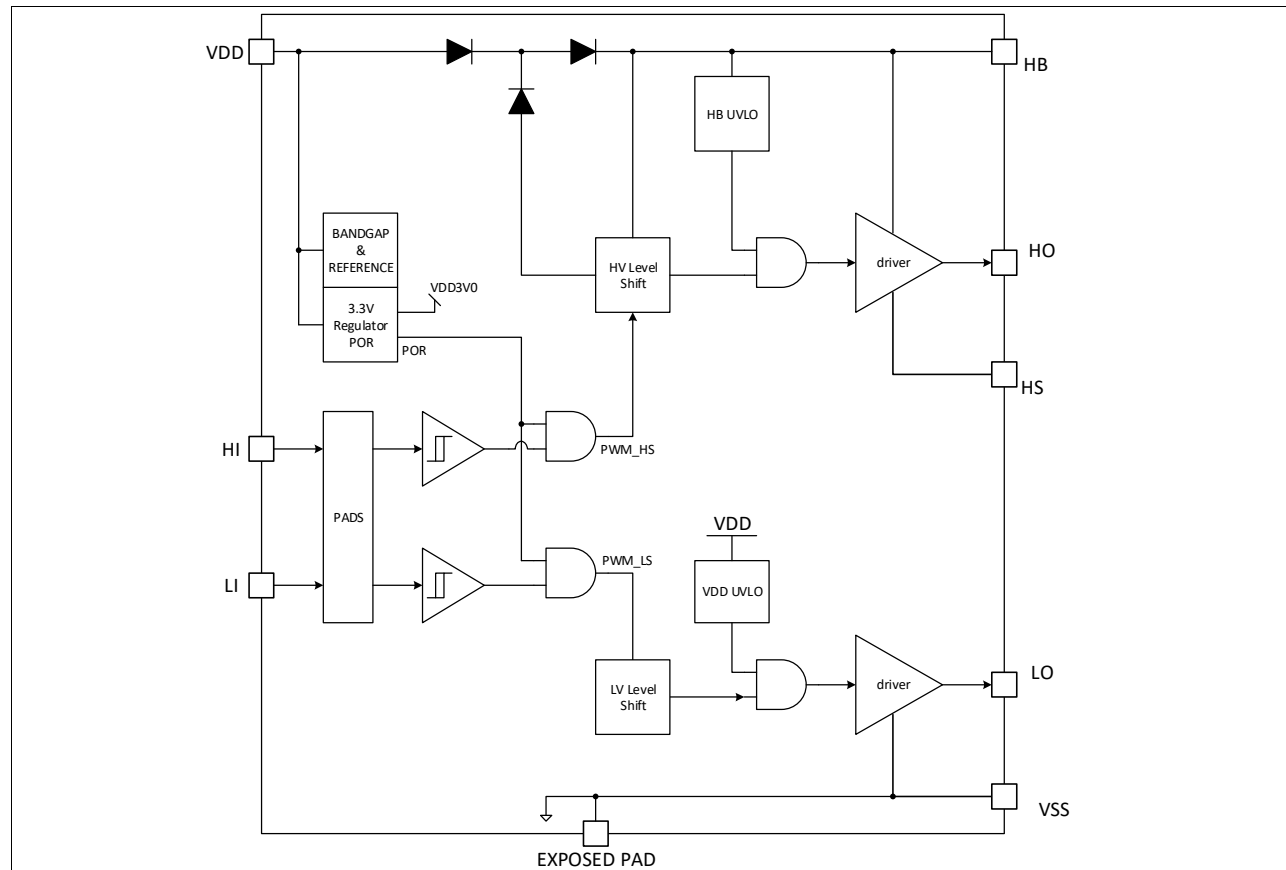 VDD
HB
HB UVLO
BANDGAP
&
REFERENCE
HV Level
Shift
driver
HO
VDD3V0
3.3V
Regulator
POR
POR
HS
HI
PWM_HS
PADS
VDD
PWM_LS
LI
VDD UVLO
LV Level
Shift
driver
LO
VSS
EXPOSED PAD